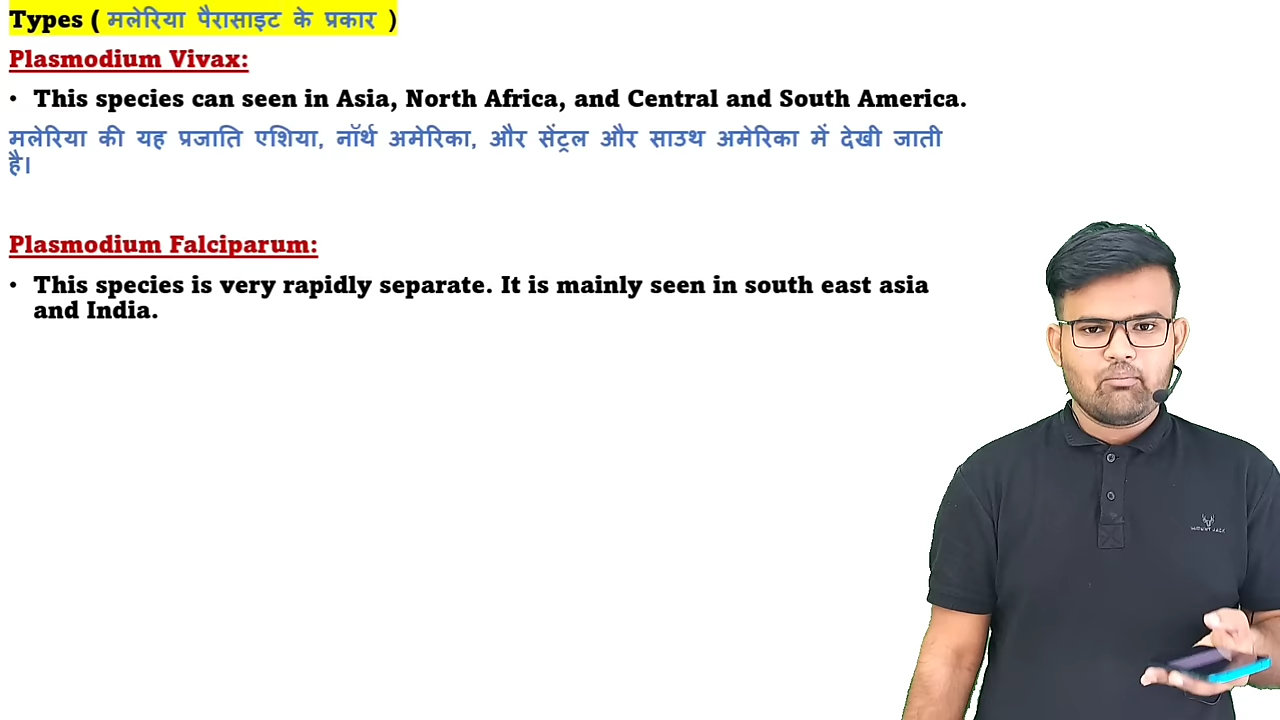 Types ( मलेरिया पैरासाइट के प्रकार )
Plasmodium Vivax:
• This species can seen in Asia, North Africa, and Central and South America.
मलेरिया की यह प्रजाति एशिया, नॉर्थ अमेरिका, और सेंट्रल और साउथ अमेरिका में देखी जाती
है।
Plasmodium Falciparum:
• This species is very rapidly separate. It is mainly seen in south east asia
and India.